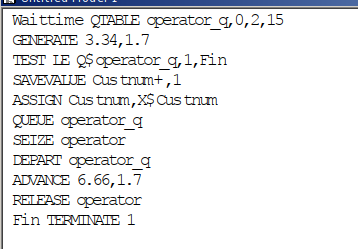 Untitled Model 1
Waittime QTABLE operator_q,0,2,15
GENERATE 3.34,1.7
TEST LE Q$operator_q,1,Fin
SAVEVALUE Custnum+,1
ASSIGN Custnum,X$Custnum
QUEUE operator_q
SEIZE operator
DEPART operator_q
ADVANCE 6.66,1.7
RELEASE operator
Fin TERMINATE 1